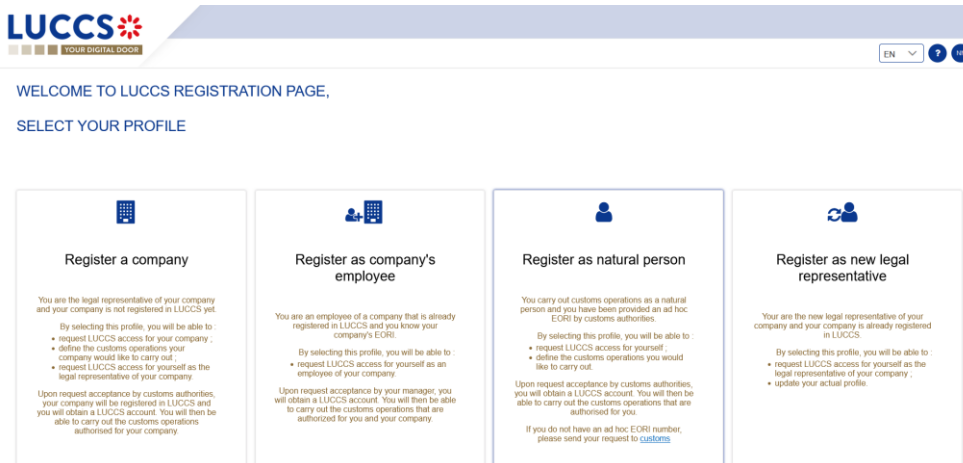 LUCCS
YOUR DIGITAL DOOR
EN
?
WELCOME TO LUCCS REGISTRATION PAGE,
SELECT YOUR PROFILE
Register a company
You are the legal representative of your company
and your company is not registered in LUCCS yet.
By selecting this profile, you will be able to :
• request LUCCS access for your company ;
• define the customs operations your
company would like to carry out ;
• request LUCCS access for yourself as the
legal representative of your company.
Upon request acceptance by customs authorities,
your company will be registered in LUCCS and
you will obtain a LUCCS account. You will then be
able to carry out the customs operations
authorised for your company.
Register as company's
employee
You are an employee of a company that is already
registered in LUCCS and you know your
company's EORI.
By selecting this profile, you will be able to :
• request LUCCS access for yourself as an
employee of your company.
Upon request acceptance by your manager, you
will obtain a LUCCS account. You will then be able
to carry out the customs operations that are
authorized for you and your company.
Register as natural person
You carry out customs operations as a natural
person and you have been provided an ad hoc
EORI by customs authorities.
By selecting this profile, you will be able to :
• request LUCCS access for yourself ;
• define the customs operations you would
like to carry out.
Upon request acceptance by customs authorities,
you will obtain a LUCCS account. You will then be
able to carry out the customs operations that are
authorised for you.
If you do not have an ad hoc EORI number,
please send your request to customs
Register as new legal
representative
Your are the new legal representative of your
company and your company is already registered
in LUCCS.
By selecting this profile, you will be able to :
• request LUCCS access for yourself as the
legal representative of your company ;
• update your actual profile.